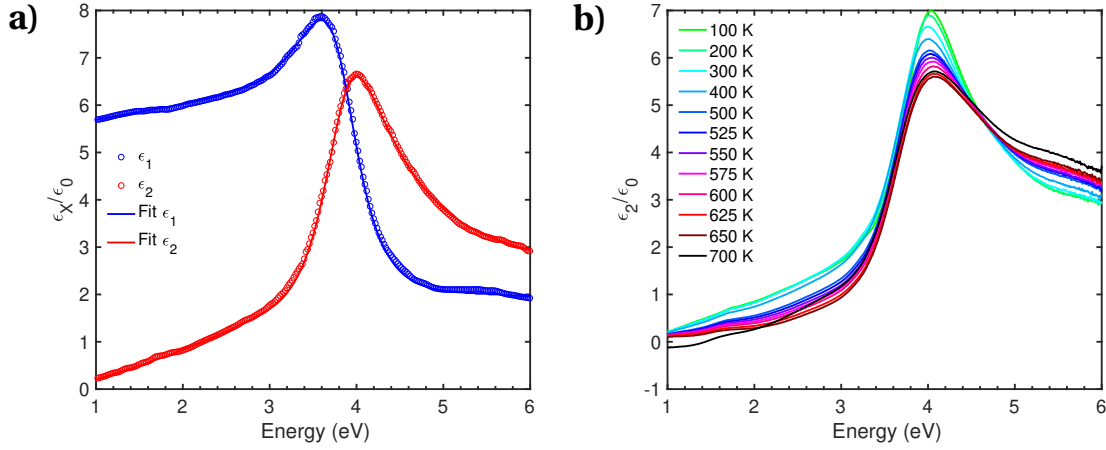 a)
ϵX/ϵ0
8
7
6
5
4
3
2
1
0
ϵ1
ϵ2
Fit ϵ1
Fit ϵ2
1 2 3 4 5 6
Energy (eV)
b)
ϵ2/ϵ0
7
6
5
4
3
2
1
0
-1
100 K
200 K
300 K
400 K
500 K
525 K
550 K
575 K
600 K
625 K
650 K
700 K
1 2 3 4 5 6
Energy (eV)